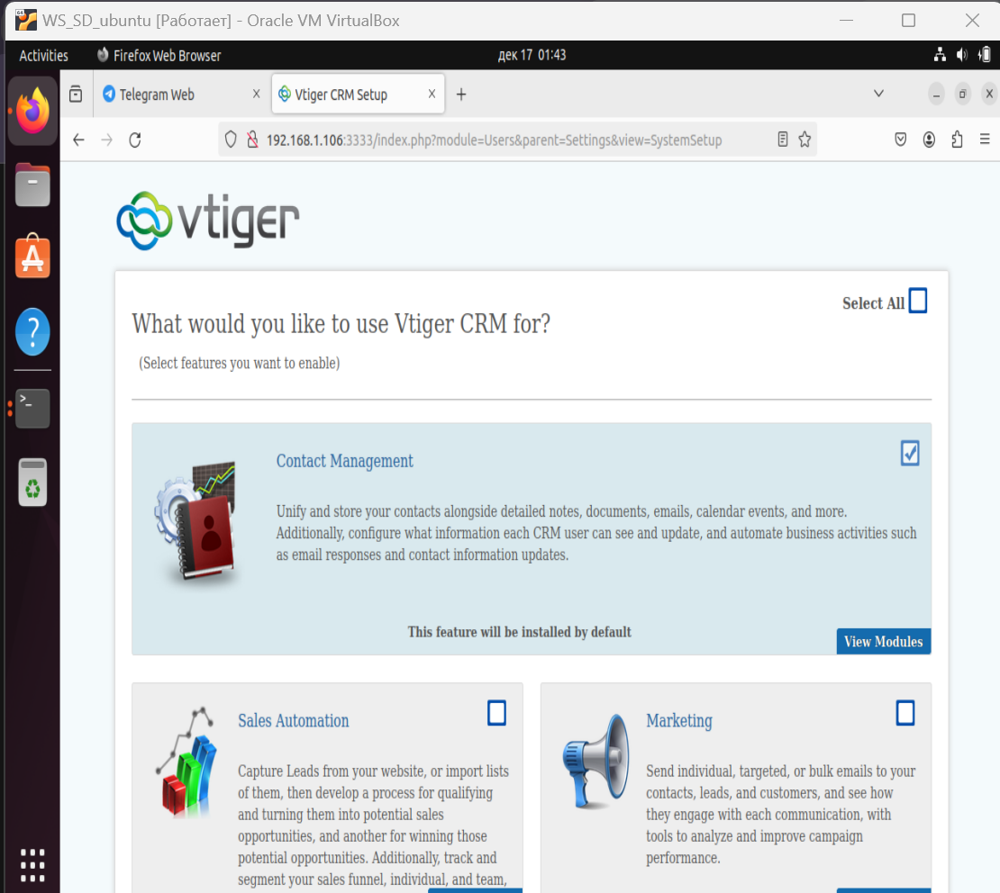 WS_SD_ubuntu [Работает] - Oracle VM VirtualBox
Activities
Firefox Web Browser
дек 17 01:43
Telegram Web
Vtiger CRM Setup
192.168.1.106:3333/index.php?module=Users&parent=Settings&view=SystemSetup
vtiger
Select All
What would you like to use Vtiger CRM for?
(Select features you want to enable)
Contact Management
Unify and store your contacts alongside detailed notes, documents, emails, calendar events, and more.
Additionally, configure what information each CRM user can see and update, and automate business activities such
as email responses and contact information updates.
This feature will be installed by default
View Modules
Sales Automation
Capture Leads from your website, or import lists
of them, then develop a process for qualifying
and turning them into potential sales
opportunities, and another for winning those
potential opportunities. Additionally, track and
segment your sales funnel, individual, and team,
Marketing
Send individual, targeted, or bulk emails to your
contacts, leads, and customers, and see how
they engage with each communication, with
tools to analyze and improve campaign
performance.